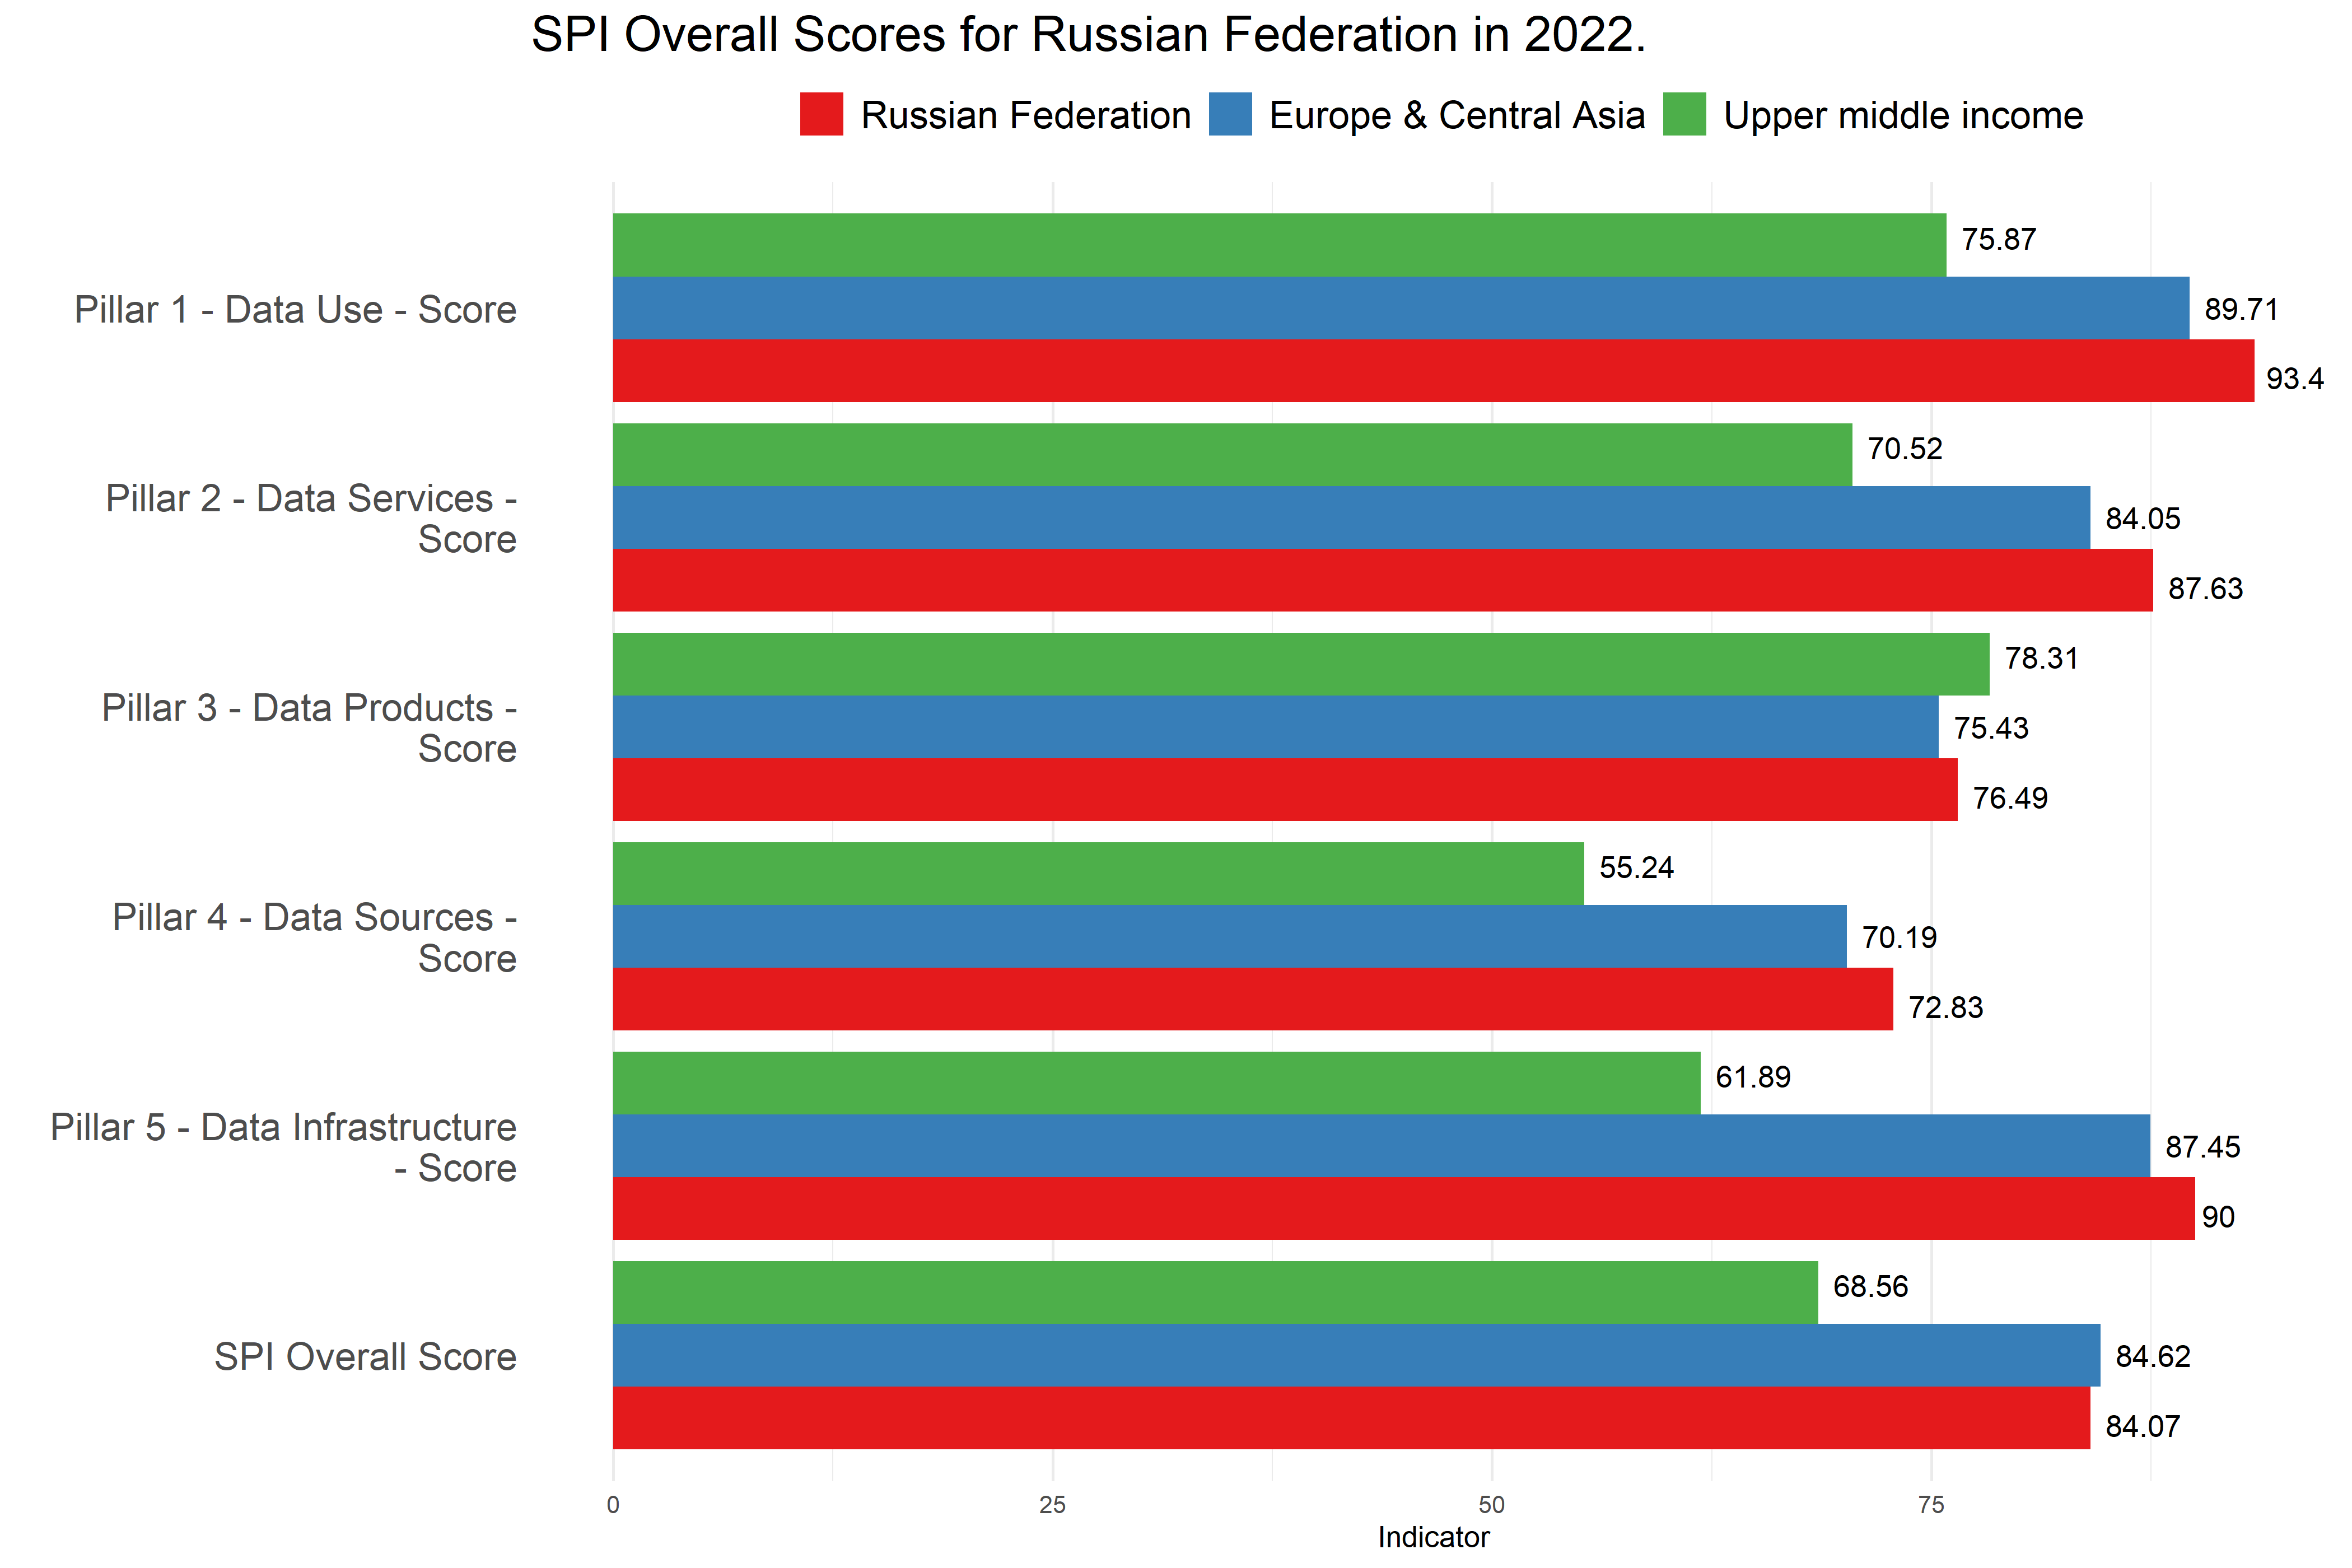 SPI Overall Scores for Russian Federation in 2022.
Russian Federation Europe & Central Asia Upper middle income
Pillar 1 - Data Use - Score
75.87
89.71
93.4
Pillar 2 - Data Services -
Score
70.52
84.05
87.63
Pillar 3 - Data Products -
Score
78.31
75.43
76.49
Pillar 4 - Data Sources -
Score
55.24
70.19
72.83
Pillar 5 - Data Infrastructure
- Score
61.89
87.45
90
SPI Overall Score
68.56
84.62
84.07
0 25 50 75
Indicator